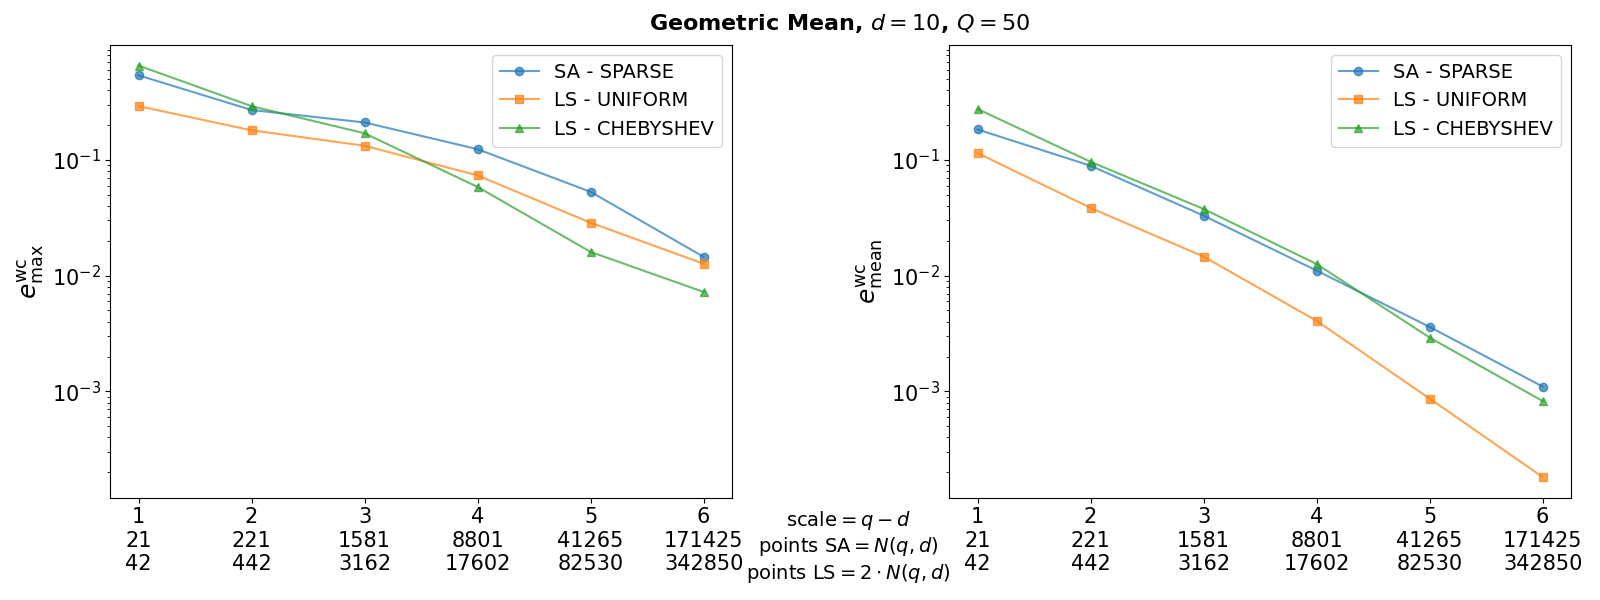 Geometric Mean, d = 10, Q = 50
SA - SPARSE
LS - UNIFORM
LS - CHEBYSHEV
10⁻¹
10⁻²
10⁻³
e^wc_max
1 2 3 4 5 6
21 221 1581 8801 41265 171425
42 442 3162 17602 82530 342850
scale = q − d
points SA = N(q, d)
points LS = 2 · N(q, d)
SA - SPARSE
LS - UNIFORM
LS - CHEBYSHEV
10⁻¹
10⁻²
10⁻³
e^wc_mean
1 2 3 4 5 6
21 221 1581 8801 41265 171425
42 442 3162 17602 82530 342850